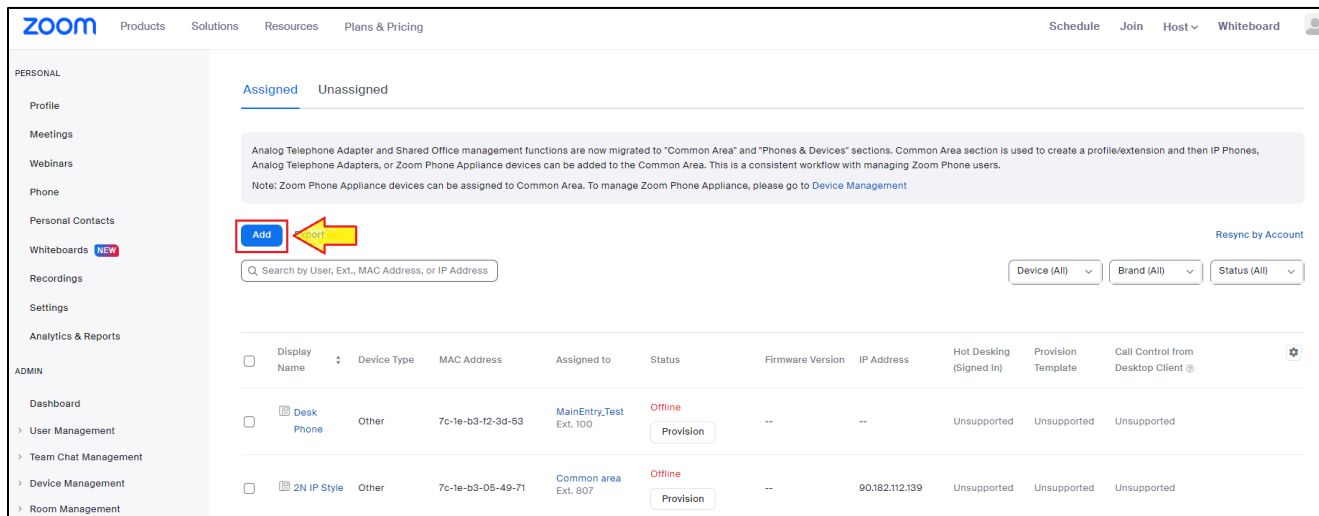 zoom Products Solutions Resources Plans & Pricing Schedule Join Host Whiteboard
PERSONAL
Profile
Meetings
Webinars
Phone
Personal Contacts
Whiteboards NEW
Recordings
Settings
Analytics & Reports
ADMIN
Dashboard
User Management
Team Chat Management
Device Management
Room Management
Assigned Unassigned
Analog Telephone Adapter and Shared Office management functions are now migrated to "Common Area" and "Phones & Devices" sections. Common Area section is used to create a profile/extension and then IP Phones,
Analog Telephone Adapters, or Zoom Phone Appliance devices can be added to the Common Area. This is a consistent workflow with managing Zoom Phone users.
Note: Zoom Phone Appliance devices can be assigned to Common Area. To manage Zoom Phone Appliance, please go to Device Management
Add Export Resync by Account
Search by User, Ext., MAC Address, or IP Address Device (All) Brand (All) Status (All)
Display Name Device Type MAC Address Assigned to Status Firmware Version IP Address Hot Desking (Signed In) Provision Template Call Control from Desktop Client
Desk Phone Other 7c-1e-b3-f2-3d-53 MainEntry_Test Ext. 100 Offline Provision -- -- Unsupported Unsupported Unsupported
2N IP Style Other 7c-1e-b3-05-49-71 Common area Ext. 807 Offline Provision -- 90.182.112.139 Unsupported Unsupported Unsupported